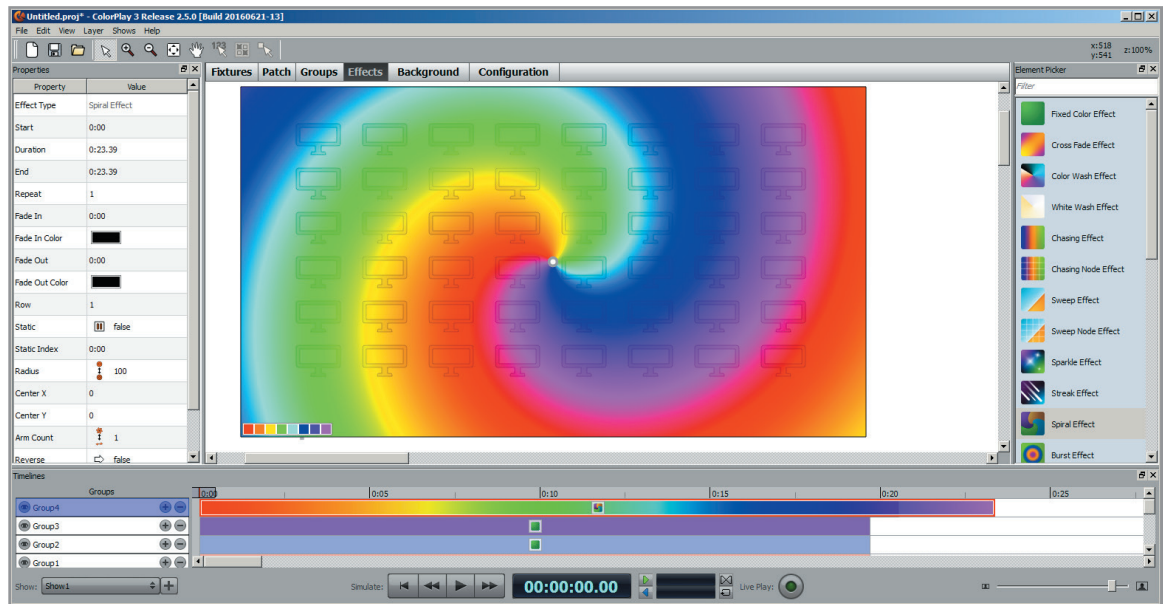 Untitled.proj* - ColorPlay 3 Release 2.5.0 [Build 20160621-13]
File Edit View Layer Shows Help
123
x:518
y:541
z:100%
Properties
Property Value
Effect Type Spiral Effect
Start 0:00
Duration 0:23.39
End 0:23.39
Repeat 1
Fade In 0:00
Fade In Color
Fade Out 0:00
Fade Out Color
Row 1
Static false
Static Index 0:00
Radius 100
Center X 0
Center Y 0
Arm Count 1
Reverse false
Fixtures Patch Groups Effects Background Configuration
Element Picker
Filter
Fixed Color Effect
Cross Fade Effect
Color Wash Effect
White Wash Effect
Chasing Effect
Chasing Node Effect
Sweep Effect
Sweep Node Effect
Sparkle Effect
Streak Effect
Spiral Effect
Burst Effect
Timelines
Groups
0:00 0:05 0:10 0:15 0:20 0:25
Group4
Group3
Group2
Group1
Show: Show1
Simulate:
00:00:00.00
Live Play: